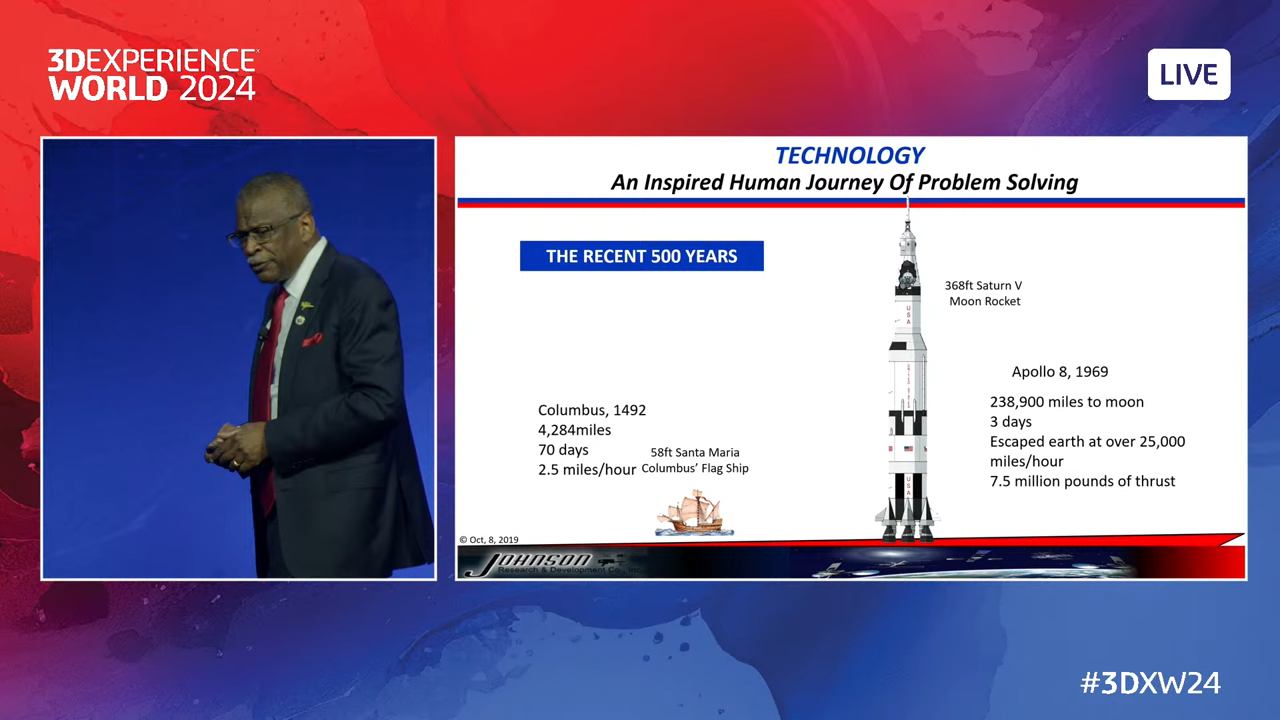 3DEXPERIENCE
WORLD 2024
LIVE
TECHNOLOGY
An Inspired Human Journey Of Problem Solving
THE RECENT 500 YEARS
368ft Saturn V
Moon Rocket
USA
USA
Apollo 8, 1969
238,900 miles to moon
3 days
Escaped earth at over 25,000
miles/hour
7.5 million pounds of thrust
Columbus, 1492
4,284miles
70 days
2.5 miles/hour
58ft Santa Maria
Columbus' Flag Ship
© Oct, 8, 2019
JOHNSON
Research & Development Co., Inc.
#3DXW24